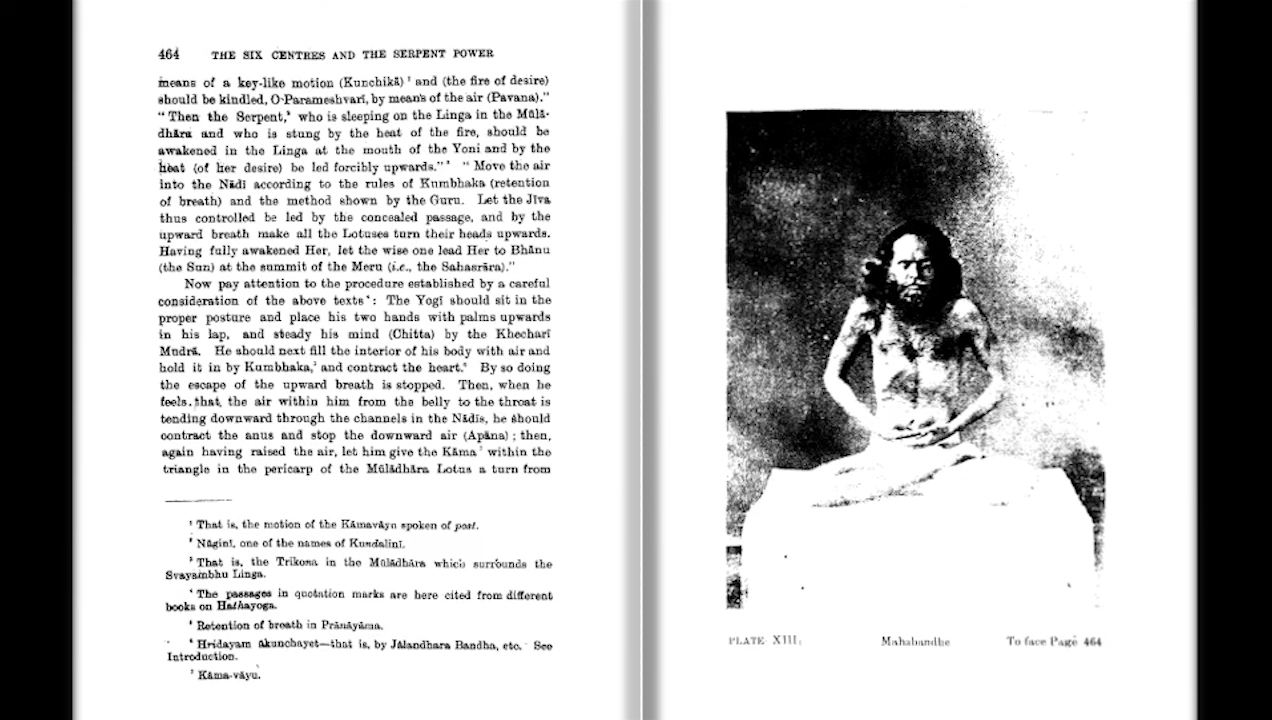 464 THE SIX CENTRES AND THE SERPENT POWER
means of a key-like motion (Kunchikā) ¹ and (the fire of desire)
should be kindled, O Parameshvarī, by means of the air (Pavana)."
" Then the Serpent,² who is sleeping on the Linga in the Mūlā-
dhāra and who is stung by the heat of the fire, should be
awakened in the Linga at the mouth of the Yoni and by the
heat (of her desire) be led forcibly upwards." ³ " Move the air
into the Nādī according to the rules of Kumbhaka (retention
of breath) and the method shown by the Guru. Let the Jīva
thus controlled be led by the concealed passage, and by the
upward breath make all the Lotuses turn their heads upwards.
Having fully awakened Her, let the wise one lead Her to Bhānu
(the Sun) at the summit of the Meru (i.e., the Sahasrāra)."
Now pay attention to the procedure established by a careful
consideration of the above texts ⁴ : The Yogī should sit in the
proper posture and place his two hands with palms upwards
in his lap, and steady his mind (Chitta) by the Khecharī
Mudrā. He should next fill the interior of his body with air and
hold it in by Kumbhaka,⁵ and contract the heart.⁶ By so doing
the escape of the upward breath is stopped. Then, when he
feels that the air within him from the belly to the throat is
tending downward through the channels in the Nādīs, he should
contract the anus and stop the downward air (Apāna) ; then,
again having raised the air, let him give the Kāma ⁷ within the
triangle in the pericarp of the Mūlādhāra Lotus a turn from
¹ That is, the motion of the Kāmavāyu spoken of post.
² Nāginī, one of the names of Kundalinī.
³ That is, the Trikona in the Mūlādhāra which surrounds the
Svayambhu Linga.
⁴ The passages in quotation marks are here cited from different
books on Hathayoga.
⁵ Retention of breath in Prānāyāma.
⁶ Hridayam ākunchayet—that is, by Jālandhara Bandha, etc. See
Introduction.
⁷ Kāma-vāyu.
PLATE XIII: Mahabandhe To face Page 464